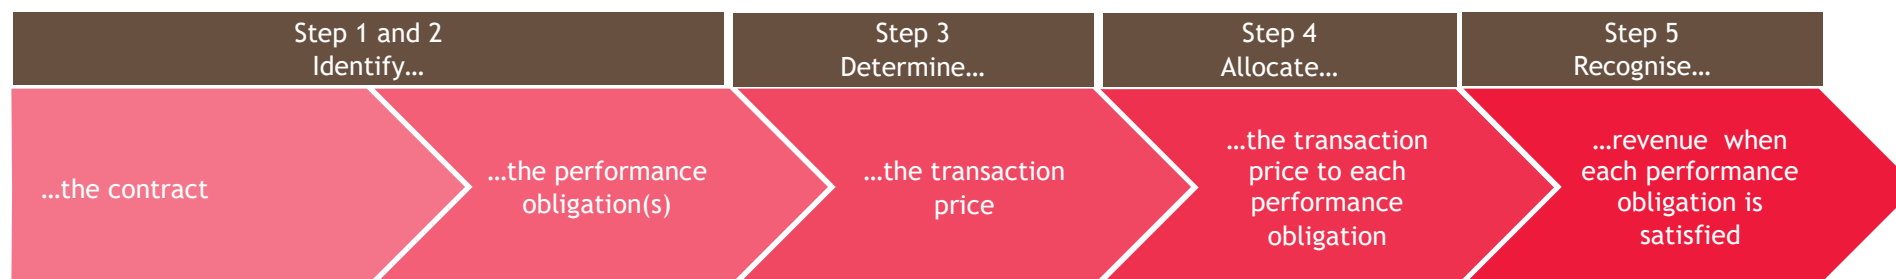 Step 1 and 2
Identify…
Step 3
Determine…
Step 4
Allocate…
Step 5
Recognise…
…the contract
…the performance
obligation(s)
…the transaction
price
…the transaction
price to each
performance
obligation
…revenue when
each performance
obligation is
satisfied